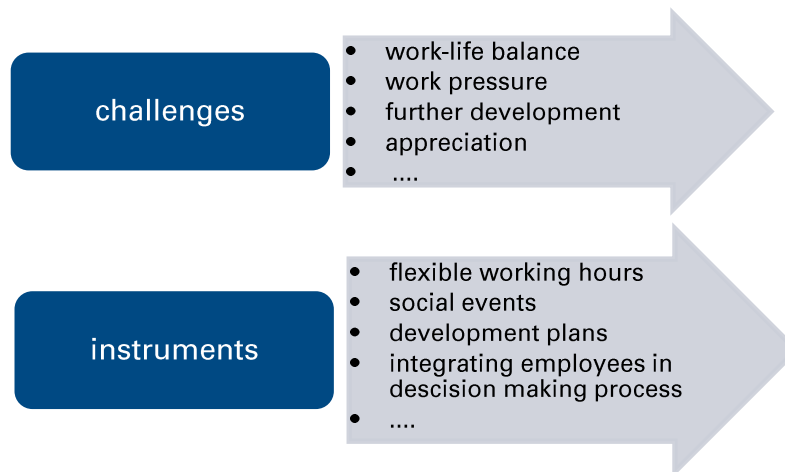 challenges
• work-life balance
• work pressure
• further development
• appreciation
• ....
instruments
• flexible working hours
• social events
• development plans
• integrating employees in
descision making process
• ....